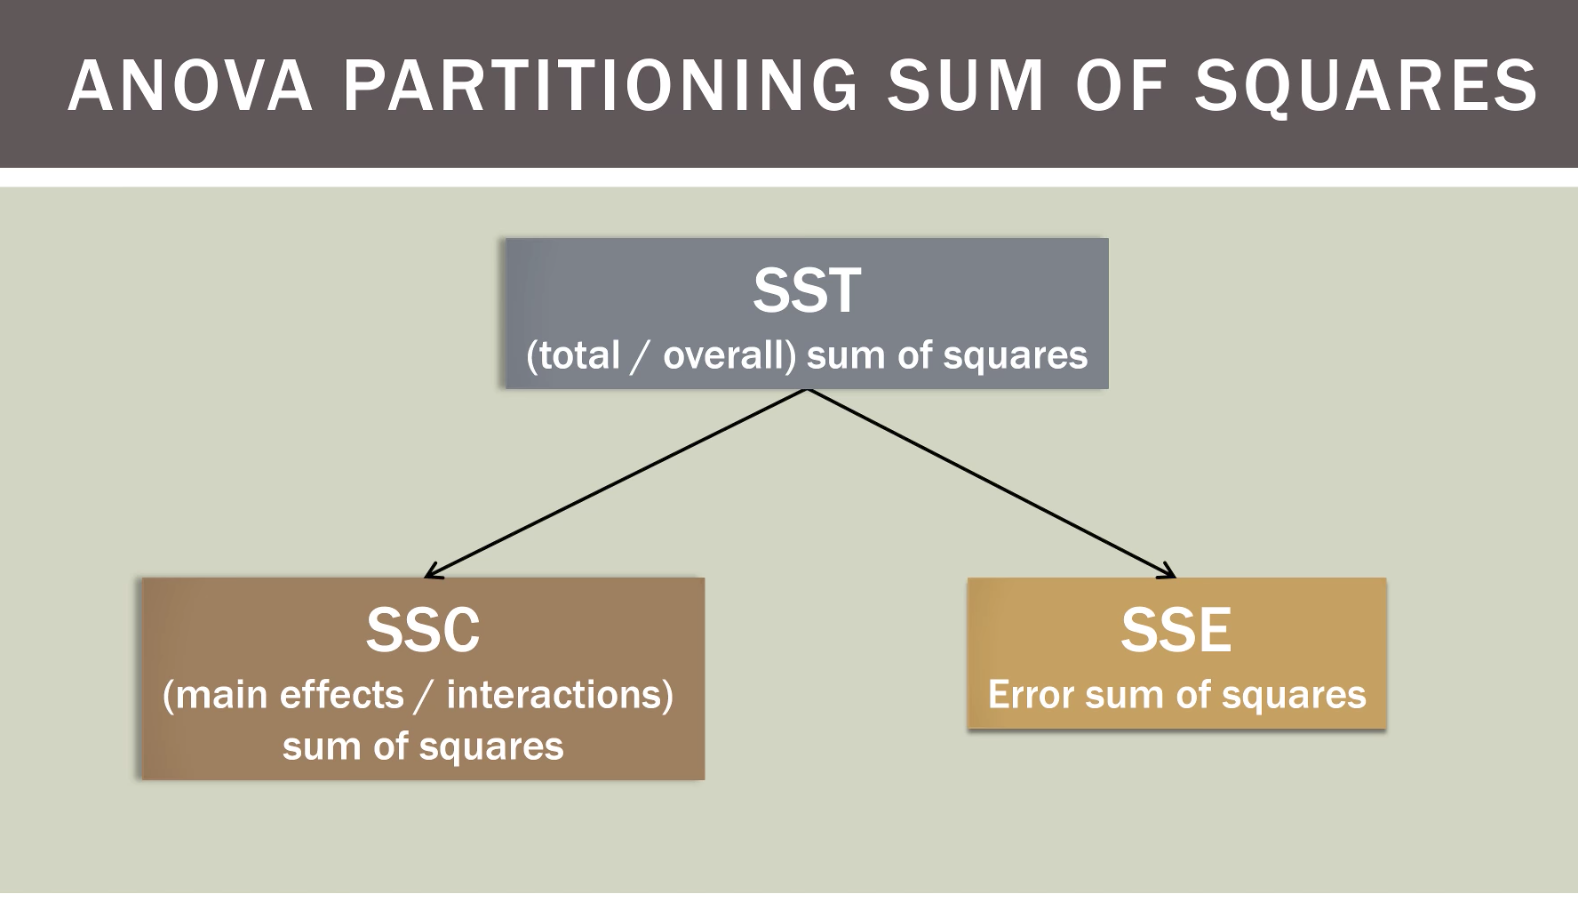 ANOVA PARTITIONING SUM OF SQUARES
SST
(total / overall) sum of squares
SSC
(main effects / interactions)
sum of squares
SSE
Error sum of squares